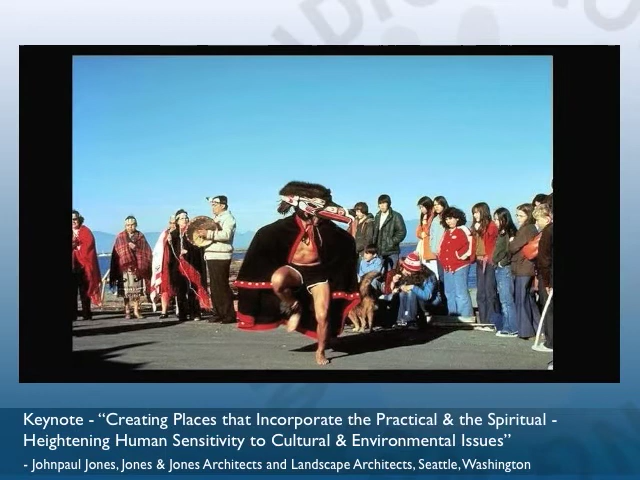 Keynote - “Creating Places that Incorporate the Practical & the Spiritual -
Heightening Human Sensitivity to Cultural & Environmental Issues”
- Johnpaul Jones, Jones & Jones Architects and Landscape Architects, Seattle, Washington